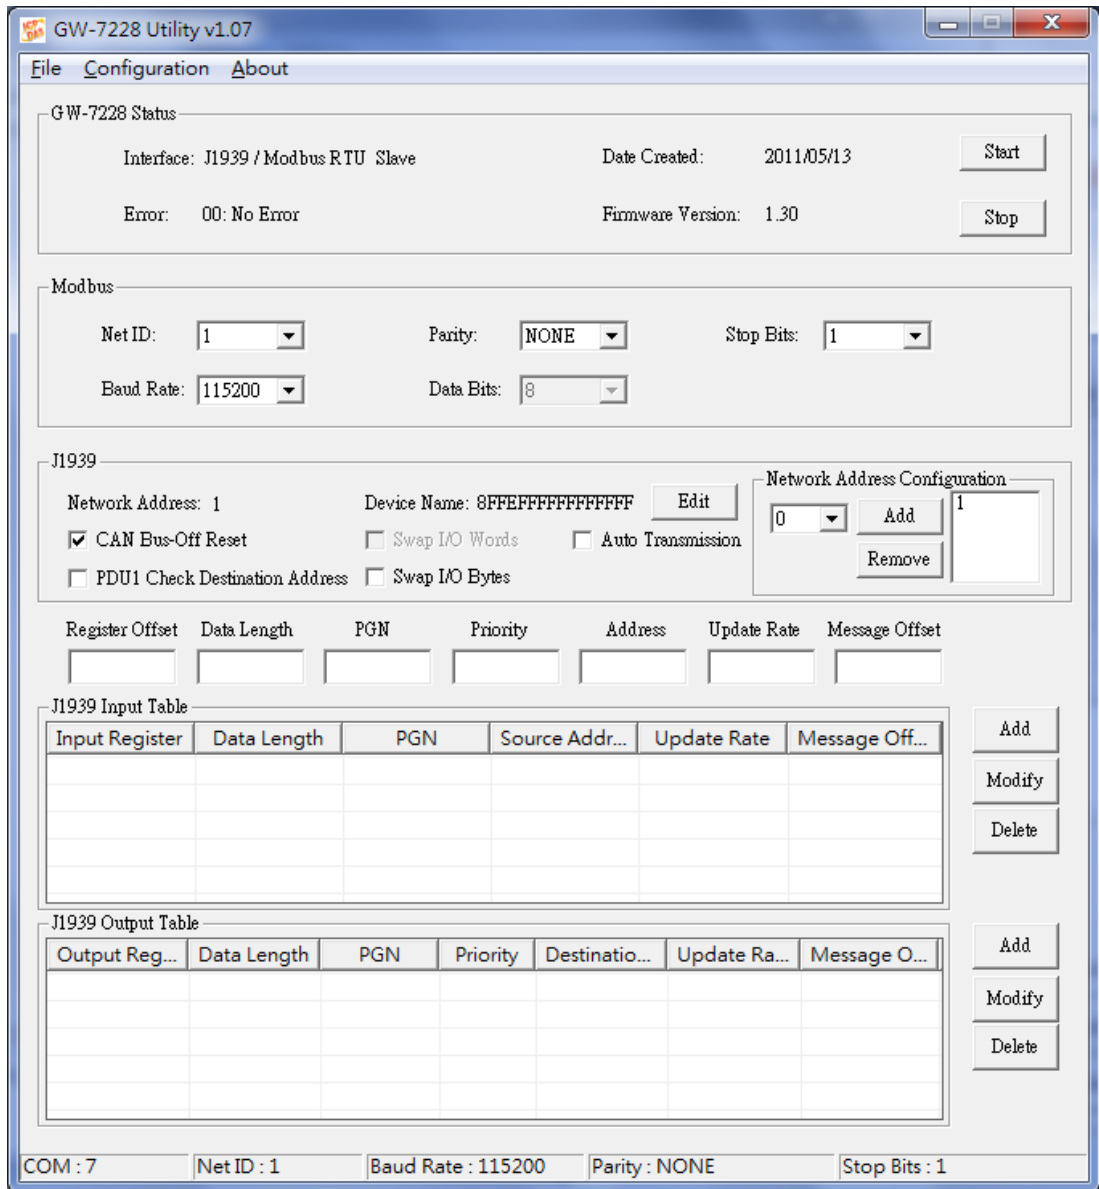 GW-7228 Utility v1.07
File Configuration About
GW-7228 Status
Interface: J1939 / Modbus RTU Slave Date Created: 2011/05/13 Start
Error: 00: No Error Firmware Version: 1.30 Stop
Modbus
Net ID: 1 Parity: NONE Stop Bits: 1
Baud Rate: 115200 Data Bits: 8
J1939
Network Address Configuration
Network Address: 1 Device Name: 8FFEFFFFFFFFFFFF Edit 0 Add 1
CAN Bus-Off Reset Swap I/O Words Auto Transmission
Remove
PDU1 Check Destination Address Swap I/O Bytes
Register Offset Data Length PGN Priority Address Update Rate Message Offset
J1939 Input Table
Input Register Data Length PGN Source Addr... Update Rate Message Off...
Add
Modify
Delete
J1939 Output Table
Output Reg... Data Length PGN Priority Destinatio... Update Ra... Message O...
Add
Modify
Delete
COM : 7 Net ID : 1 Baud Rate : 115200 Parity : NONE Stop Bits : 1